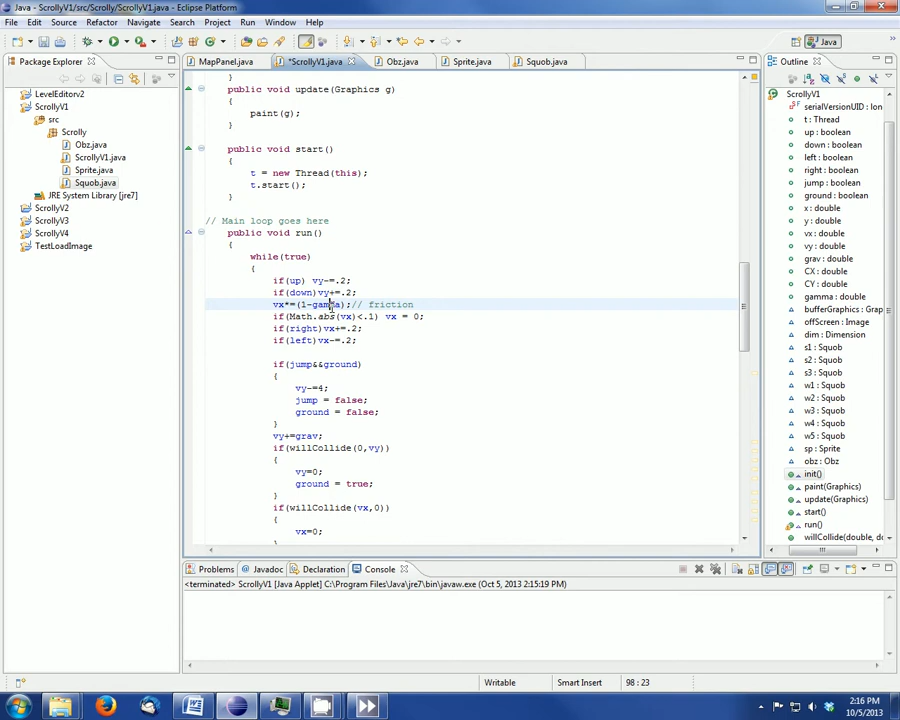 Java - ScrollyV1/src/Scrolly/ScrollyV1.java - Eclipse Platform
File Edit Source Refactor Navigate Search Project Run Window Help
Java
Package Explorer
LevelEditorv2
ScrollyV1
src
Scrolly
Obz.java
ScrollyV1.java
Sprite.java
Squob.java
JRE System Library [jre7]
ScrollyV2
ScrollyV3
ScrollyV4
TestLoadImage
MapPanel.java *ScrollyV1.java Obz.java Sprite.java Squob.java
}
public void update(Graphics g)
{
paint(g);
}
public void start()
{
t = new Thread(this);
t.start();
}
// Main loop goes here
public void run()
{
while(true)
{
if(up) vy-=.2;
if(down)vy+=.2;
vx*=(1-gamma);// friction
if(Math.abs(vx)<.1) vx = 0;
if(right)vx+=.2;
if(left)vx-=.2;
if(jump&&ground)
{
vy-=4;
jump = false;
ground = false;
}
vy+=grav;
if(willCollide(0,vy))
{
vy=0;
ground = true;
}
if(willCollide(vx,0))
{
vx=0;
}
Outline
ScrollyV1
serialVersionUID : lon
t : Thread
up : boolean
down : boolean
left : boolean
right : boolean
jump : boolean
ground : boolean
x : double
y : double
vx : double
vy : double
grav : double
CX : double
CY : double
gamma : double
bufferGraphics : Gra
offScreen : Image
dim : Dimension
s1 : Squob
s2 : Squob
s3 : Squob
w1 : Squob
w2 : Squob
w3 : Squob
w4 : Squob
w5 : Squob
sp : Sprite
obz : Obz
init()
paint(Graphics)
update(Graphics)
start()
run()
willCollide(double, do
Problems Javadoc Declaration Console
<terminated> ScrollyV1 [Java Applet] C:\Program Files\Java\jre7\bin\javaw.exe (Oct 5, 2013 2:15:19 PM)
Writable Smart Insert 98 : 23
2:16 PM
10/5/2013